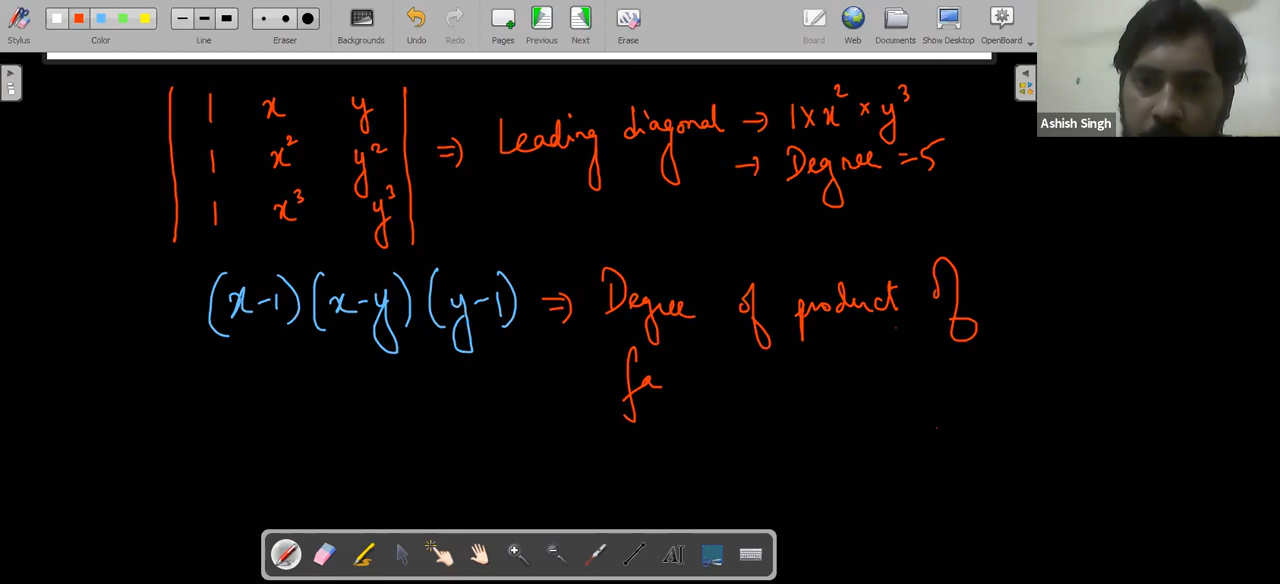 Stylus Color Line Eraser Backgrounds Undo Redo Pages Previous Next Erase Board Web Documents Show Desktop OpenBoard
Ashish Singh
| 1 x y |
| 1 x² y² | ⇒ Leading diagonal → 1 × x² × y³
| 1 x³ y³ | → Degree = 5
(x-1)(x-y)(y-1) ⇒ Degree of product of
fa
AI